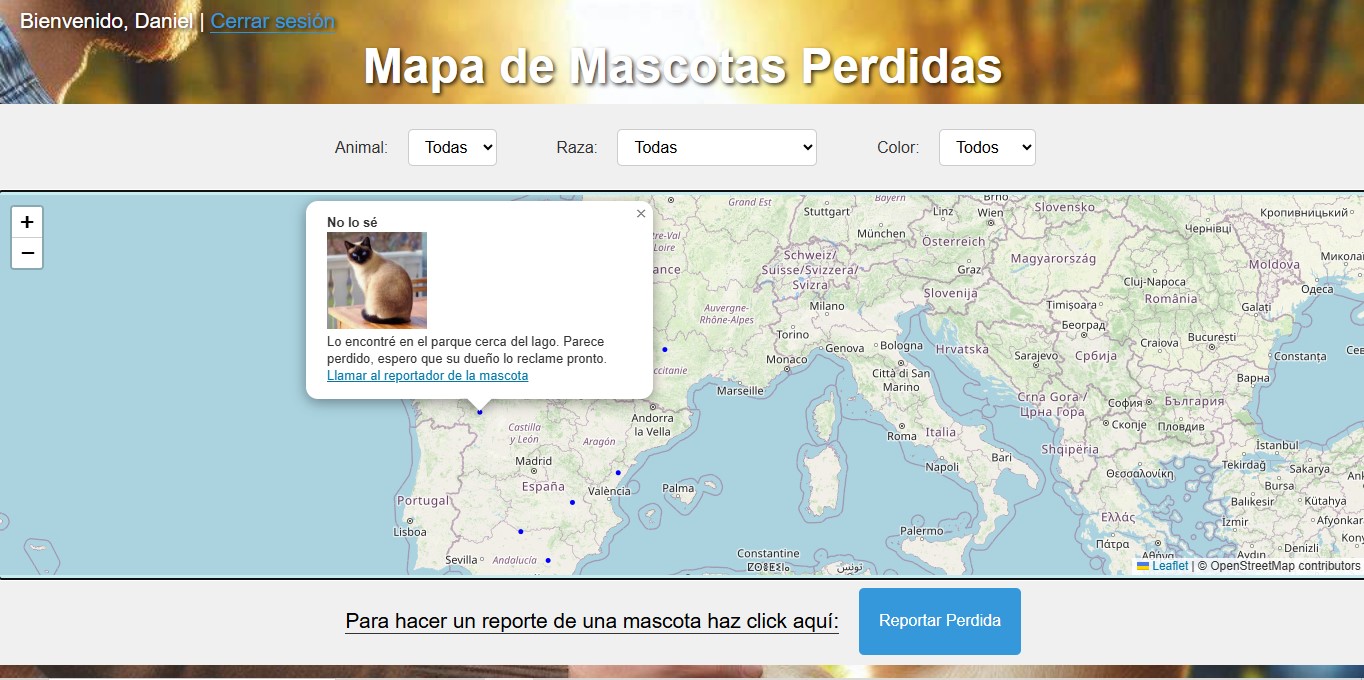 Bienvenido, Daniel | Cerrar sesión
Mapa de Mascotas Perdidas
Animal: Todas
Raza: Todas
Color: Todos
+
−
No lo sé
×
Lo encontré en el parque cerca del lago. Parece
perdido, espero que su dueño lo reclame pronto.
Llamar al reportador de la mascota
Grand Est
Stuttgart
Bayern
Linz
Brno
Wien
Slovensko
Кропивницький
Чернівці
München
Österreich
Magyarország
Moldova
Schweiz/
Suisse/Svizzera/
Svizra
Graz
Cluj-Napoca
România
Одеса
Slovenija
Milano
Timișoara
Galați
Auvergne-
Rhône-Alpes
Torino
Genova
Bologna
Hrvatska
Београд
Craiova
București
Constanța
Monaco
Sarajevo
Србија
Città di San
Marino
Варна
Marseille
Crna Gora /
Црна Гора
София
България
Скопје
Пловдив
Andorra
la Vella
Castilla
y León
Aragón
Roma
Italia
Shqipëria
İstanbul
Madrid
España
València
Palma
Napoli
Bari
Θεσσαλονίκη
Tekirdağ
Sakarya
Bursa
Portugal
Lisboa
Balıkesir
Kütahya
Ελλάς
İzmir
Palermo
Πάτρα
Αθήνα
Aydın
Denizli
Sevilla
Andalucía
Constantine
ⵇⵙⵏⵟⵉⵏⴰ
تونس
Leaflet | © OpenStreetMap contributors
Para hacer un reporte de una mascota haz click aquí:
Reportar Perdida